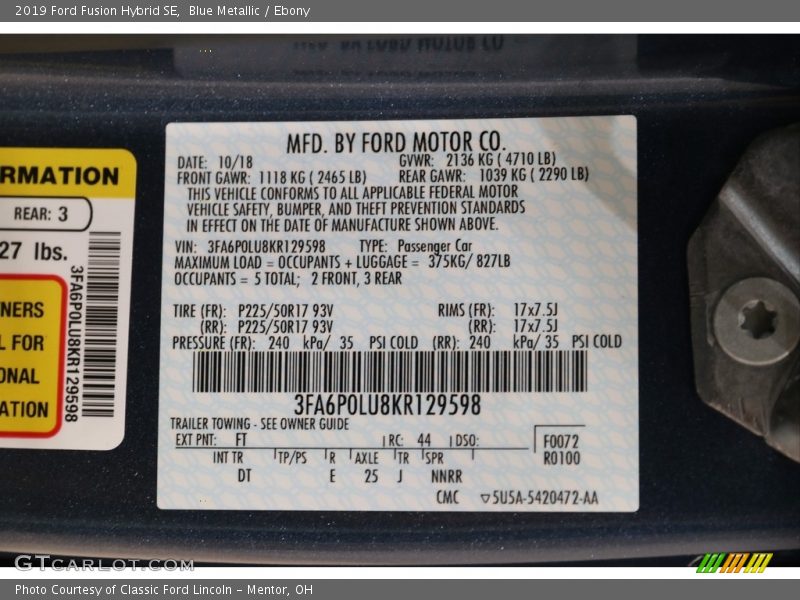 2019 Ford Fusion Hybrid SE, Blue Metallic / Ebony
RMATION
REAR: 3
27 lbs.
NERS
L FOR
ONAL
ATION
3FA6P0LU8KR129598
MFD. BY FORD MOTOR CO.
DATE: 10/18 GVWR: 2136 KG ( 4710 LB)
FRONT GAWR: 1118 KG ( 2465 LB) REAR GAWR: 1039 KG ( 2290 LB)
THIS VEHICLE CONFORMS TO ALL APPLICABLE FEDERAL MOTOR
VEHICLE SAFETY, BUMPER, AND THEFT PREVENTION STANDARDS
IN EFFECT ON THE DATE OF MANUFACTURE SHOWN ABOVE.
VIN: 3FA6P0LU8KR129598 TYPE: Passenger Car
MAXIMUM LOAD = OCCUPANTS + LUGGAGE = 375KG/ 827LB
OCCUPANTS = 5 TOTAL; 2 FRONT, 3 REAR
TIRE (FR): P225/50R17 93V RIMS (FR): 17x7.5J
(RR): P225/50R17 93V (RR): 17x7.5J
PRESSURE (FR): 240 kPa/ 35 PSI COLD (RR): 240 kPa/ 35 PSI COLD
3FA6P0LU8KR129598
TRAILER TOWING - SEE OWNER GUIDE
EXT PNT: FT RC: 44 DSO: F0072
INT TR TP/PS R AXLE TR SPR R0100
DT E 25 J NNRR
CMC ▽5U5A-5420472-AA
GTCARLOT.COM
Photo Courtesy of Classic Ford Lincoln - Mentor, OH